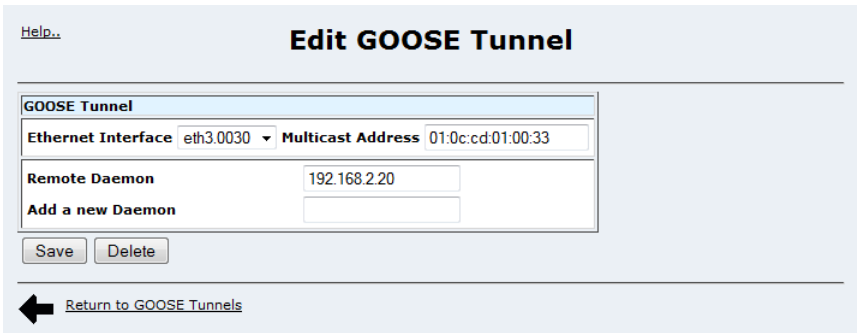 Help..
Edit GOOSE Tunnel
GOOSE Tunnel
Ethernet Interface eth3.0030 Multicast Address 01:0c:cd:01:00:33
Remote Daemon 192.168.2.20
Add a new Daemon
Save Delete
Return to GOOSE Tunnels